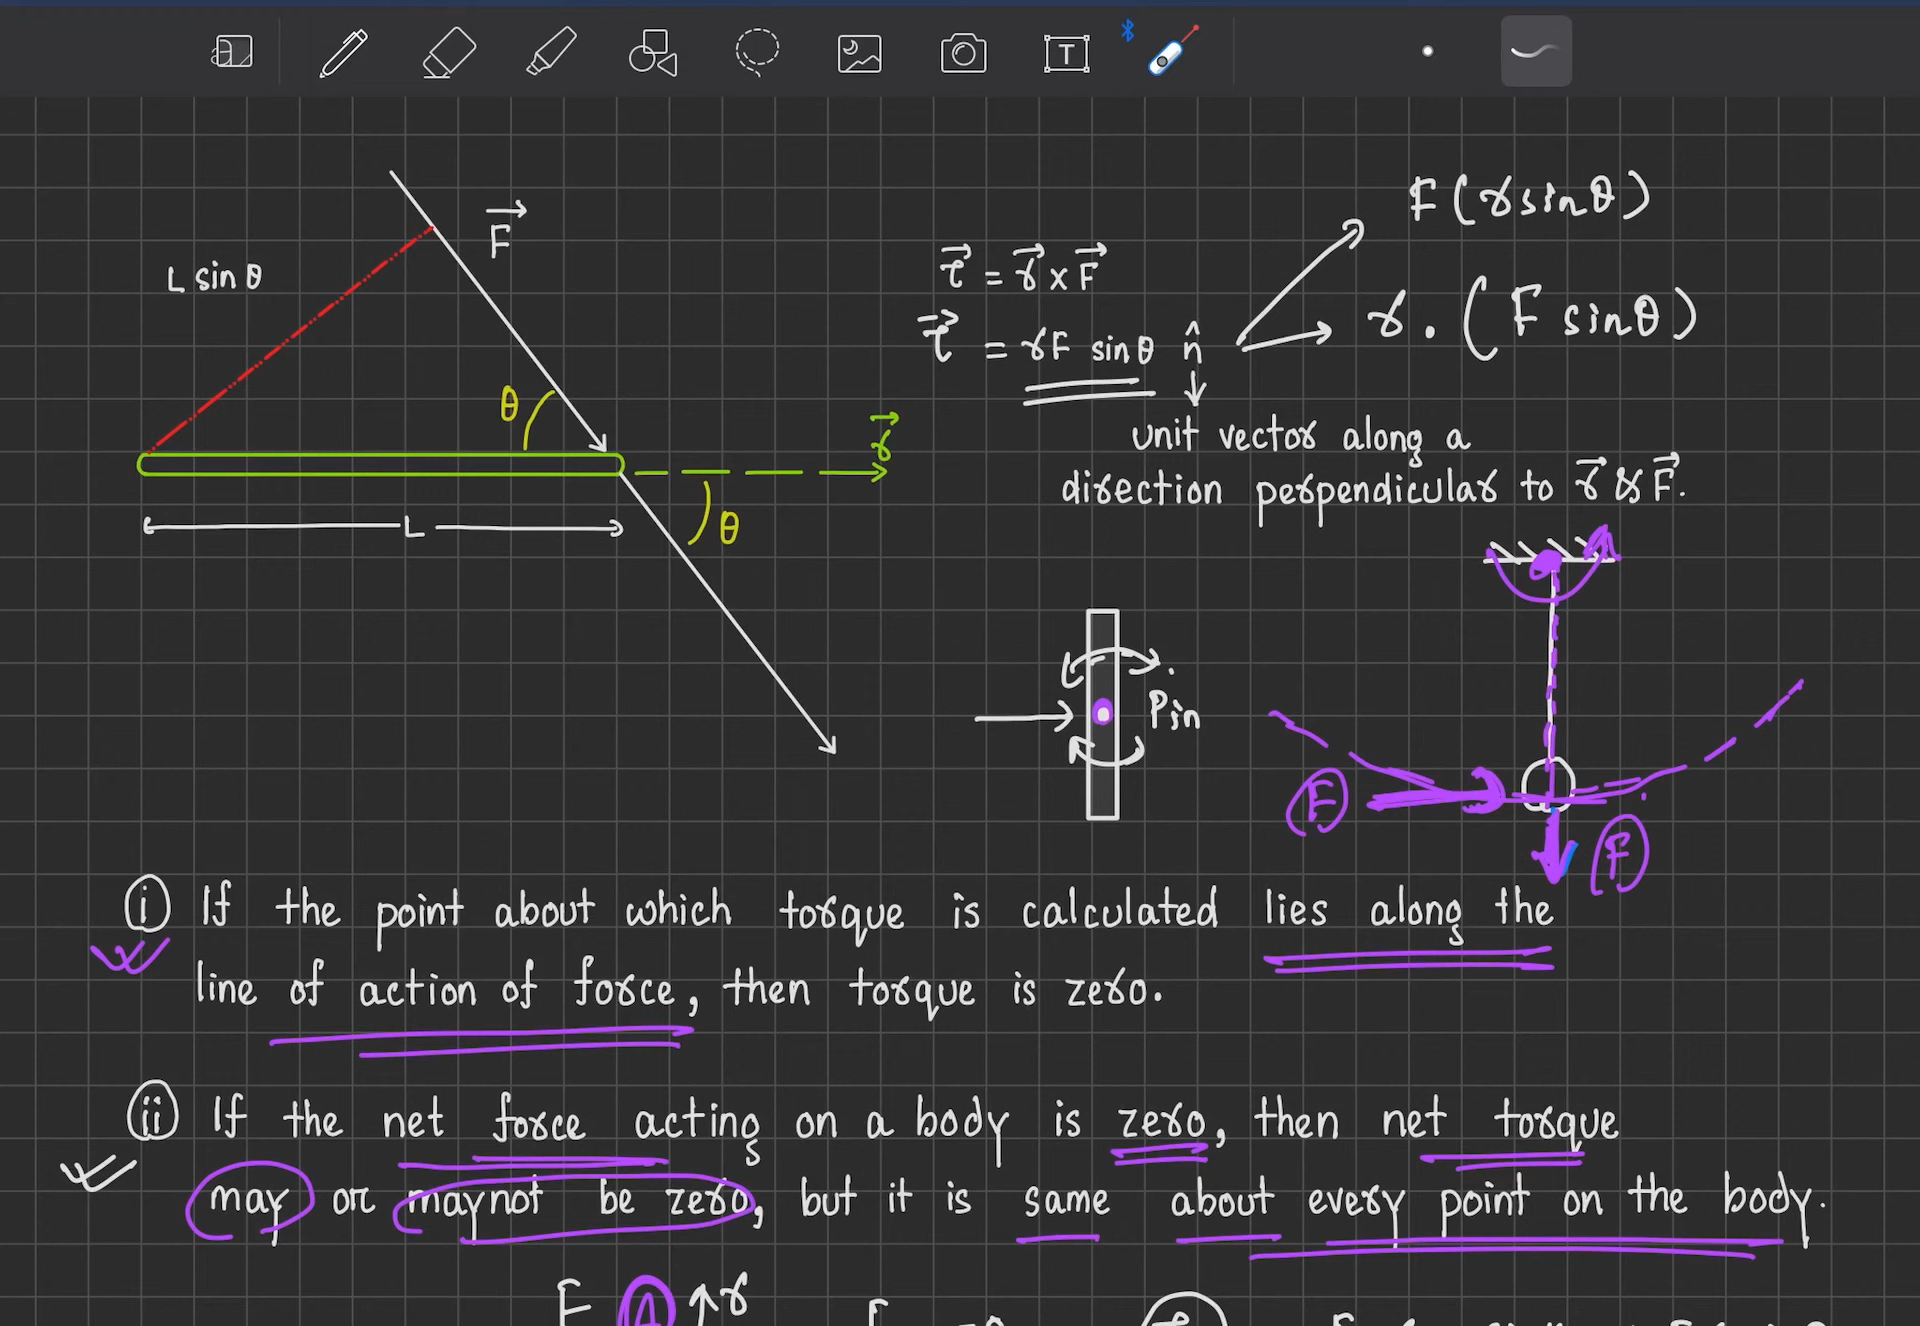 F (r sinθ)
F⃗
L sin θ
τ⃗ = r⃗ × F⃗
r . (F sinθ)
τ⃗ = rF sinθ n̂
θ
r⃗
unit vector along a
direction perpendicular to r⃗ & F⃗.
L
θ
Pin
F
F
(i) If the point about which torque is calculated lies along the
line of action of force, then torque is zero.
(ii) If the net force acting on a body is zero, then net torque
may or maynot be zero, but it is same about every point on the body.
F A ↑r